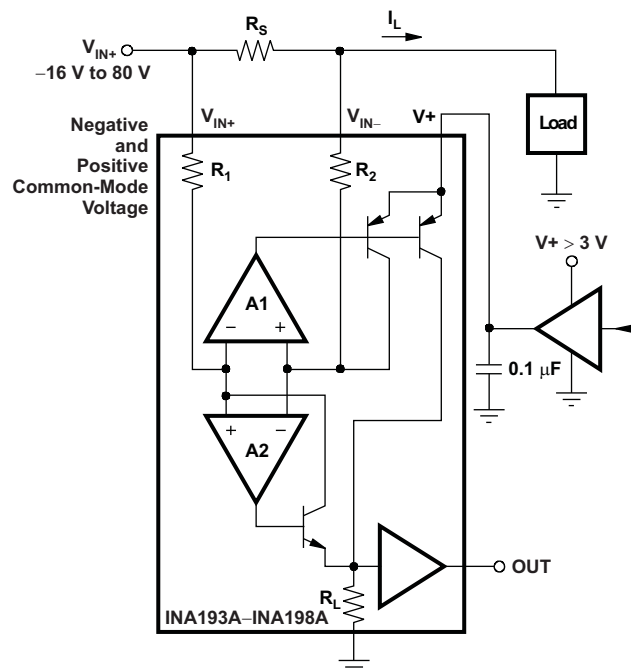 R_S
I_L
V_IN+
−16 V to 80 V
V_IN+
V_IN−
V+
Load
Negative
and
Positive
Common-Mode
Voltage
R_1
R_2
V+ > 3 V
A1
− +
0.1 μF
+ −
A2
OUT
R_L
INA193A−INA198A